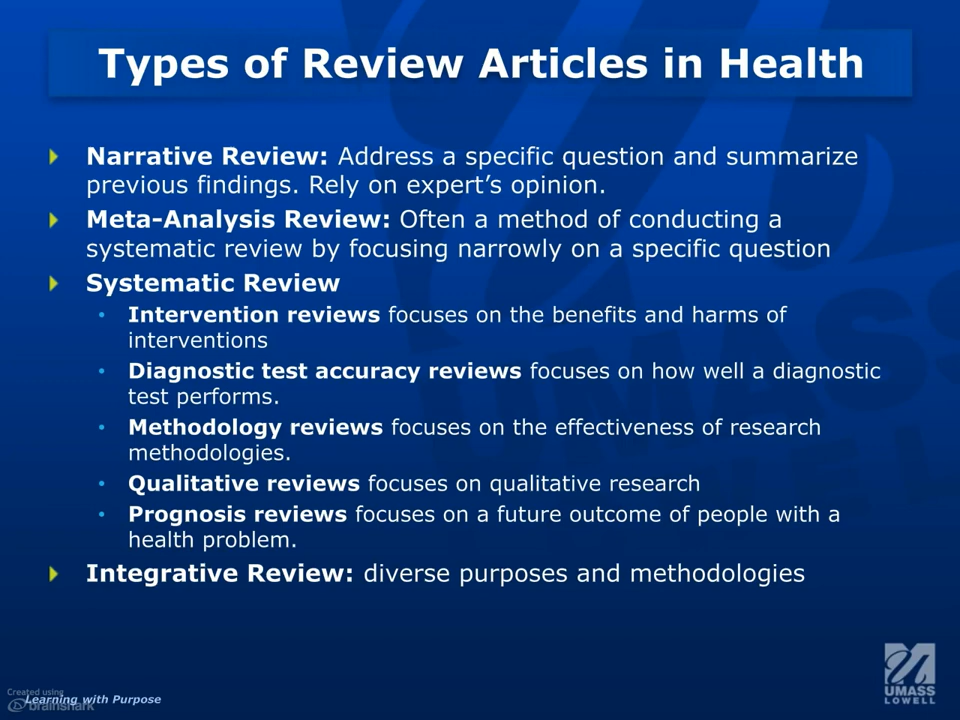 Types of Review Articles in Health
Narrative Review: Address a specific question and summarize
previous findings. Rely on expert’s opinion.
Meta-Analysis Review: Often a method of conducting a
systematic review by focusing narrowly on a specific question
Systematic Review
Intervention reviews focuses on the benefits and harms of
interventions
Diagnostic test accuracy reviews focuses on how well a diagnostic
test performs.
Methodology reviews focuses on the effectiveness of research
methodologies.
Qualitative reviews focuses on qualitative research
Prognosis reviews focuses on a future outcome of people with a
health problem.
Integrative Review: diverse purposes and methodologies
UMASS
LOWELL
Created using
Learning with Purpose
brainshark
UMASS
LOWELL